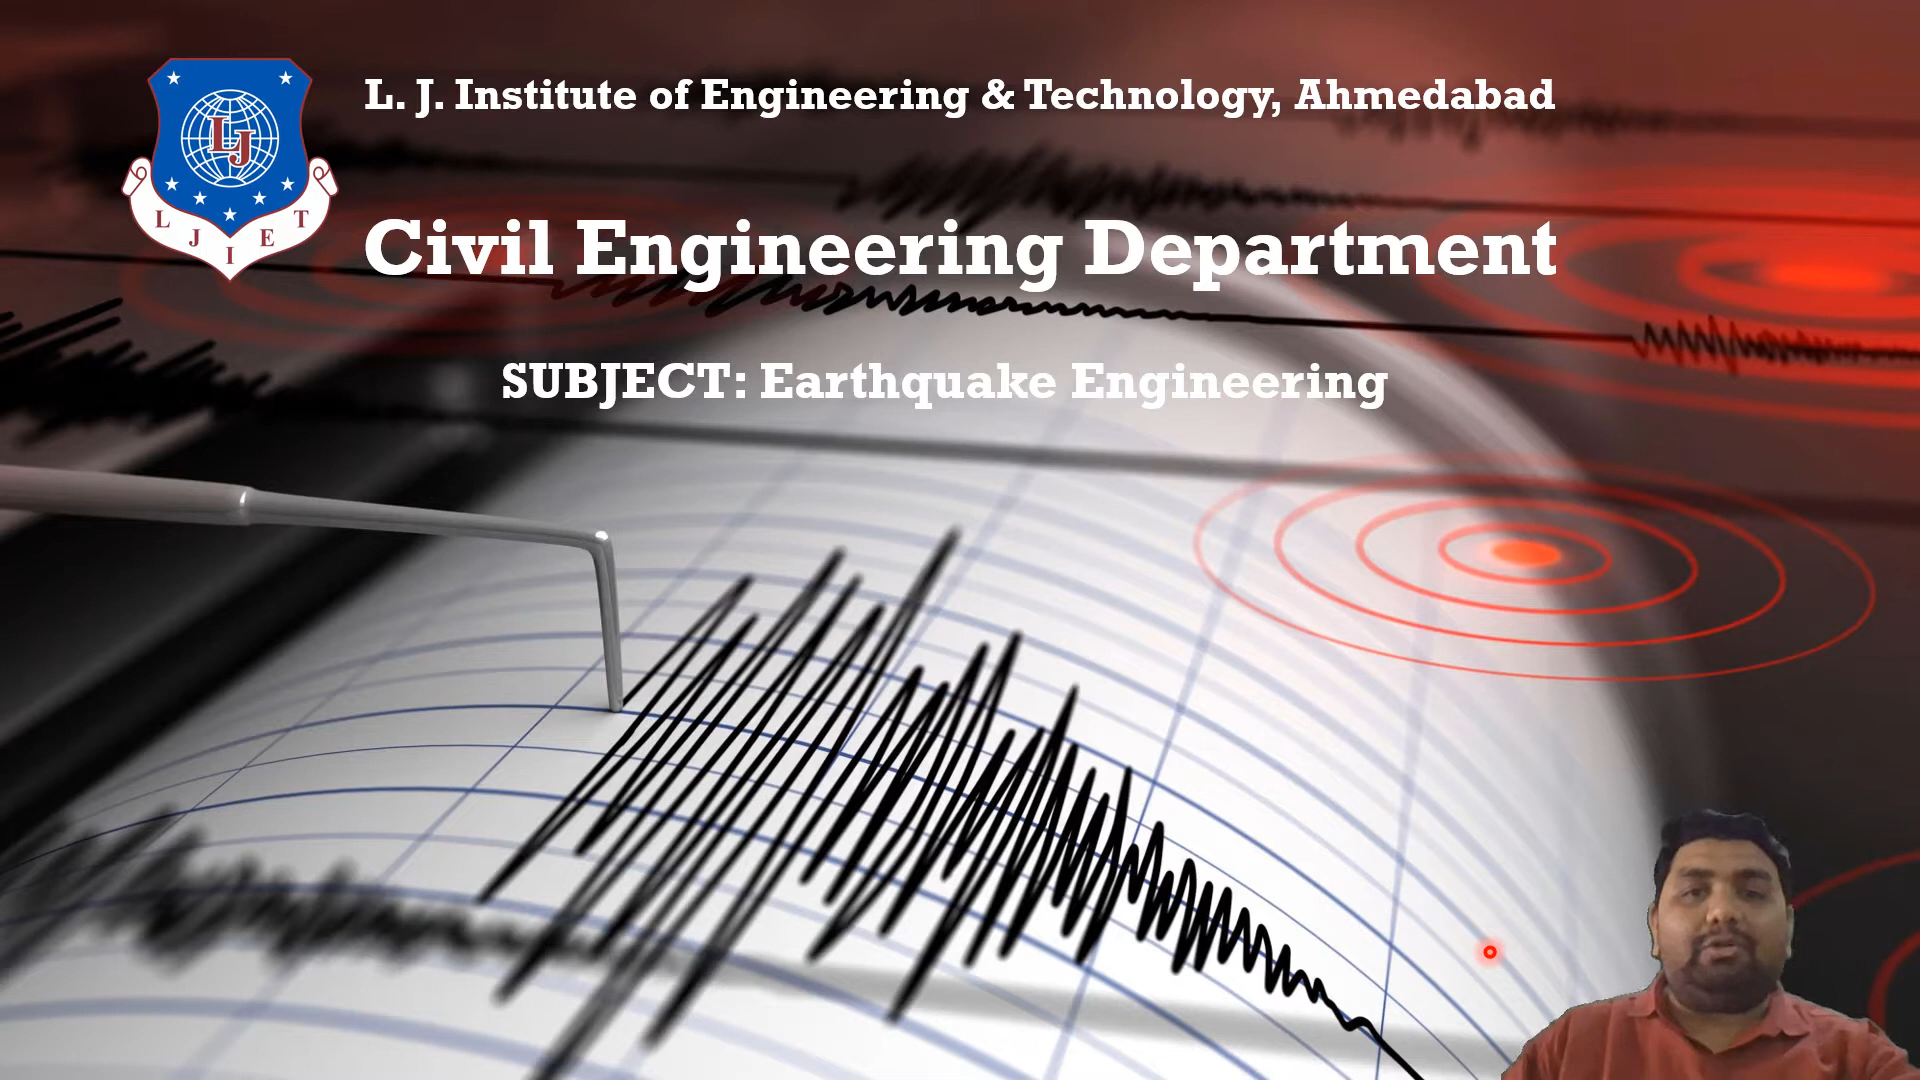 L. J. Institute of Engineering & Technology, Ahmedabad
LJ
L J I E T
Civil Engineering Department
SUBJECT: Earthquake Engineering